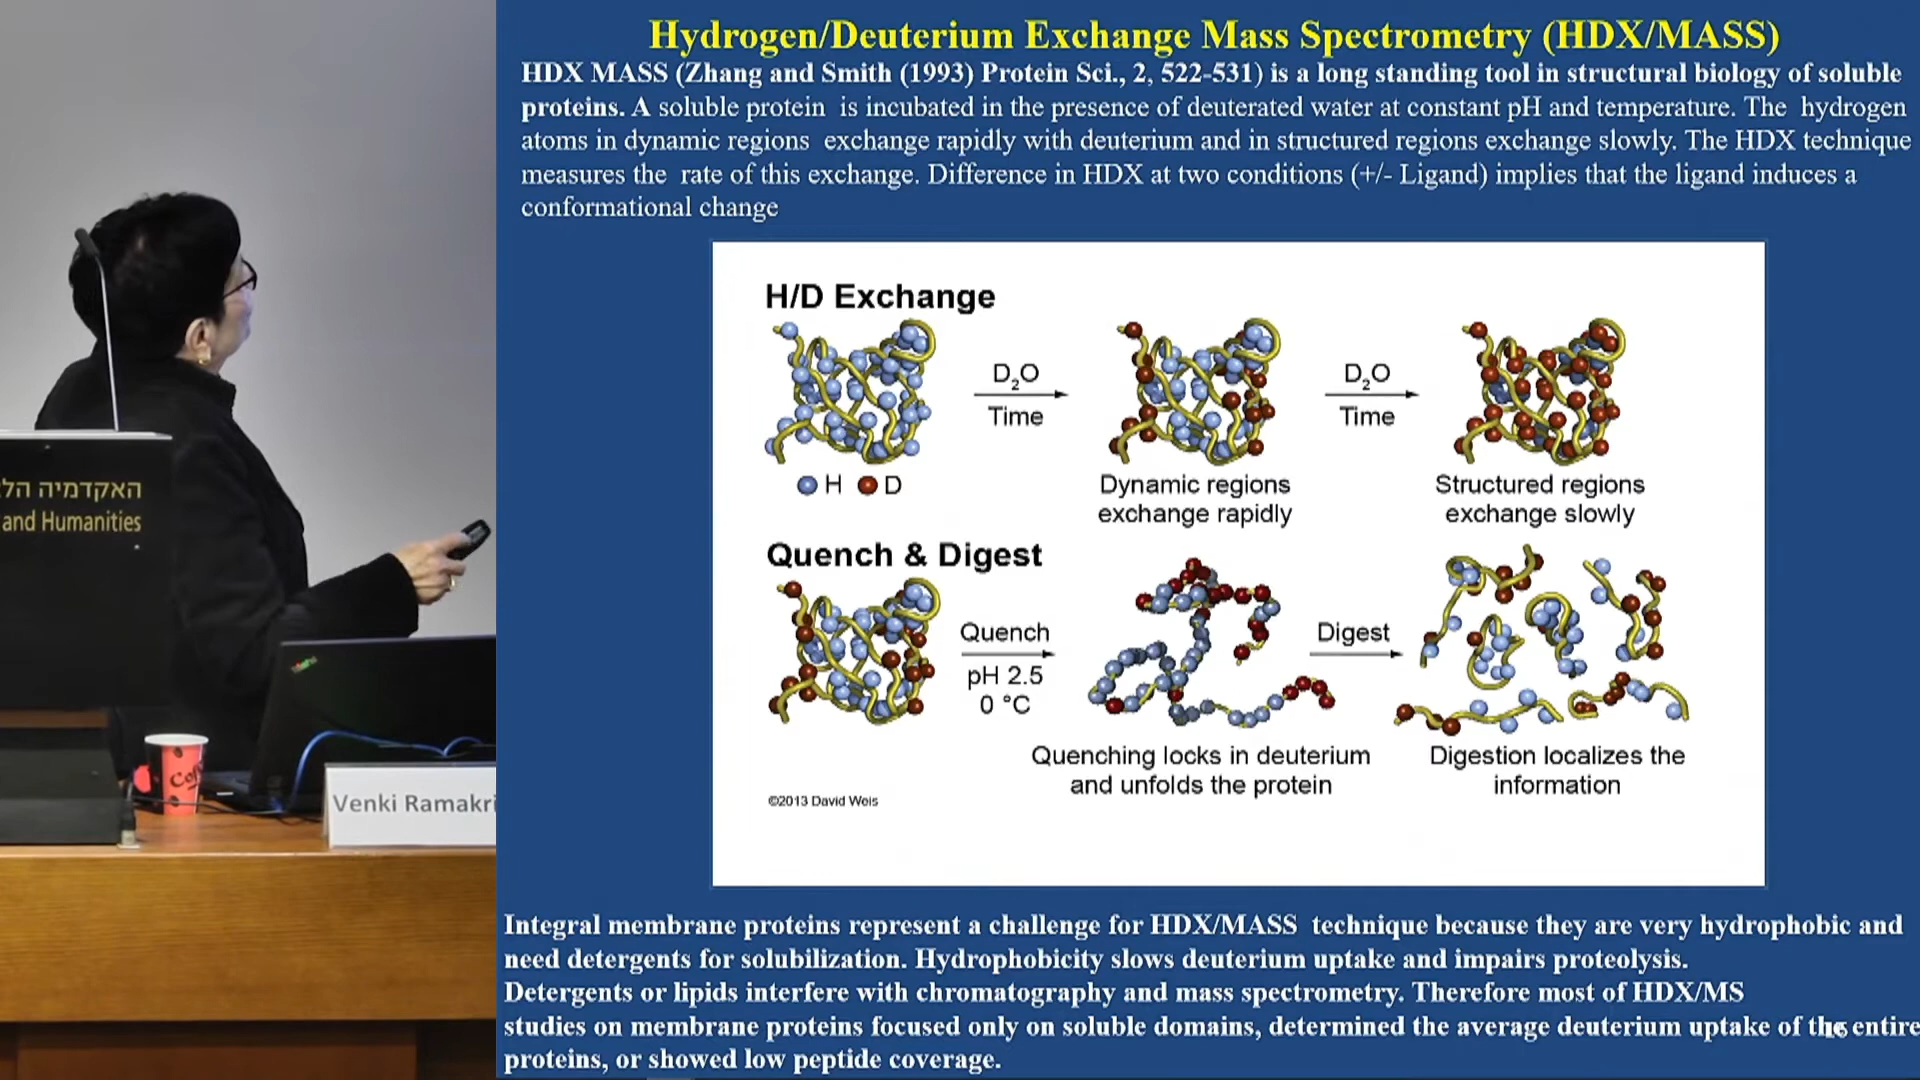 Hydrogen/Deuterium Exchange Mass Spectrometry (HDX/MASS)
HDX MASS (Zhang and Smith (1993) Protein Sci., 2, 522-531) is a long standing tool in structural biology of soluble
proteins. A soluble protein is incubated in the presence of deuterated water at constant pH and temperature. The hydrogen
atoms in dynamic regions exchange rapidly with deuterium and in structured regions exchange slowly. The HDX technique
measures the rate of this exchange. Difference in HDX at two conditions (+/- Ligand) implies that the ligand induces a
conformational change
H/D Exchange
D₂O
Time
D₂O
Time
H D
Dynamic regions
exchange rapidly
Structured regions
exchange slowly
Quench & Digest
Quench
pH 2.5
0 °C
Digest
Quenching locks in deuterium
and unfolds the protein
Digestion localizes the
information
©2013 David Weis
Integral membrane proteins represent a challenge for HDX/MASS technique because they are very hydrophobic and
need detergents for solubilization. Hydrophobicity slows deuterium uptake and impairs proteolysis.
Detergents or lipids interfere with chromatography and mass spectrometry. Therefore most of HDX/MS
studies on membrane proteins focused only on soluble domains, determined the average deuterium uptake of the entire
proteins, or showed low peptide coverage.
15
האקדמיה
and Humanities
Venki Ramakri